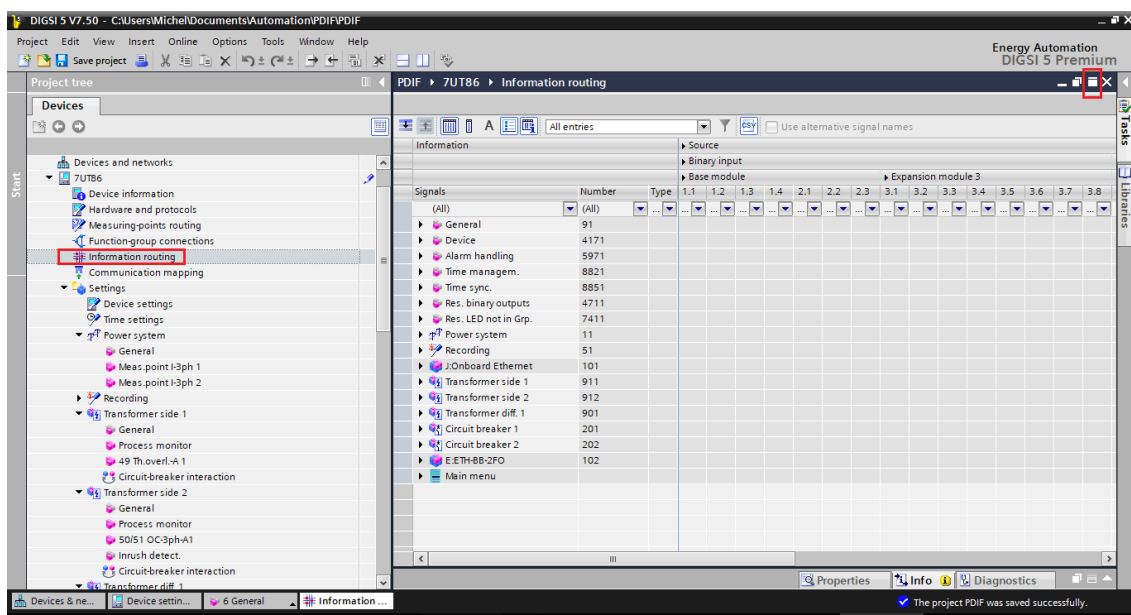 DIGSI 5 V7.50 - C:\Users\Michel\Documents\Automation\PDIF\PDIF
Project Edit View Insert Online Options Tools Window Help
Save project
Energy Automation
DIGSI 5 Premium
Project tree
PDIF 7UT86 Information routing
Devices
All entries
CSV
Use alternative signal names
Start
Tasks
Libraries
Devices and networks
7UT86
Device information
Hardware and protocols
Measuring-points routing
Function-group connections
Information routing
Communication mapping
Settings
Device settings
Time settings
Power system
General
Meas.point I-3ph 1
Meas.point I-3ph 2
Recording
Transformer side 1
General
Process monitor
49 Th.overl.-A 1
Circuit-breaker interaction
Transformer side 2
General
Process monitor
50/51 OC-3ph-A1
Inrush detect.
Circuit-breaker interaction
Transformer diff. 1
Information Source
Binary input
Base module Expansion module 3
Signals Number Type 1.1 1.2 1.3 1.4 2.1 2.2 2.3 3.1 3.2 3.3 3.4 3.5 3.6 3.7 3.8
(All) (All) ... ... ... ... ... ... ... ... ... ... ... ... ... ... ... ...
General 91
Device 4171
Alarm handling 5971
Time managem. 8821
Time sync. 8851
Res. binary outputs 4711
Res. LED not in Grp. 7411
Power system 11
Recording 51
J:Onboard Ethernet 101
Transformer side 1 911
Transformer side 2 912
Transformer diff. 1 901
Circuit breaker 1 201
Circuit breaker 2 202
E:ETH-BB-2FO 102
Main menu
Properties Info Diagnostics
Devices & ne... Device settin... 6 General Information ...
The project PDIF was saved successfully.